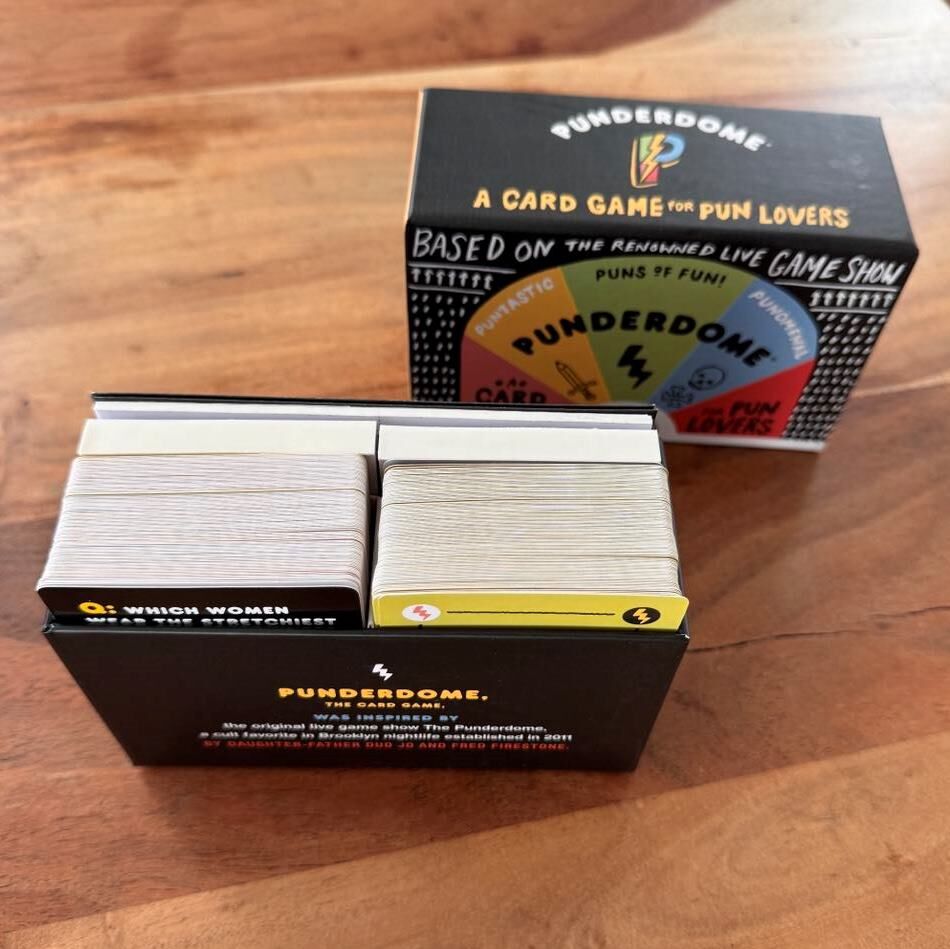 PUNDERDOME
A CARD GAME FOR PUN LOVERS
BASED ON THE RENOWNED LIVE GAME SHOW
PUNTASTIC
PUNS OF FUN!
PUNOMENAL
PUNDERDOME
A
CARD
FOR PUN
LOVERS
Q: WHICH WOMEN
WEAR THE STRETCHIEST
PUNDERDOME.
THE CARD GAME.
WAS INSPIRED BY
the original live game show The Punderdome,
a cult favorite in Brooklyn nightlife established in 2011
BY DAUGHTER-FATHER DUO JO AND FRED FIRESTONE.